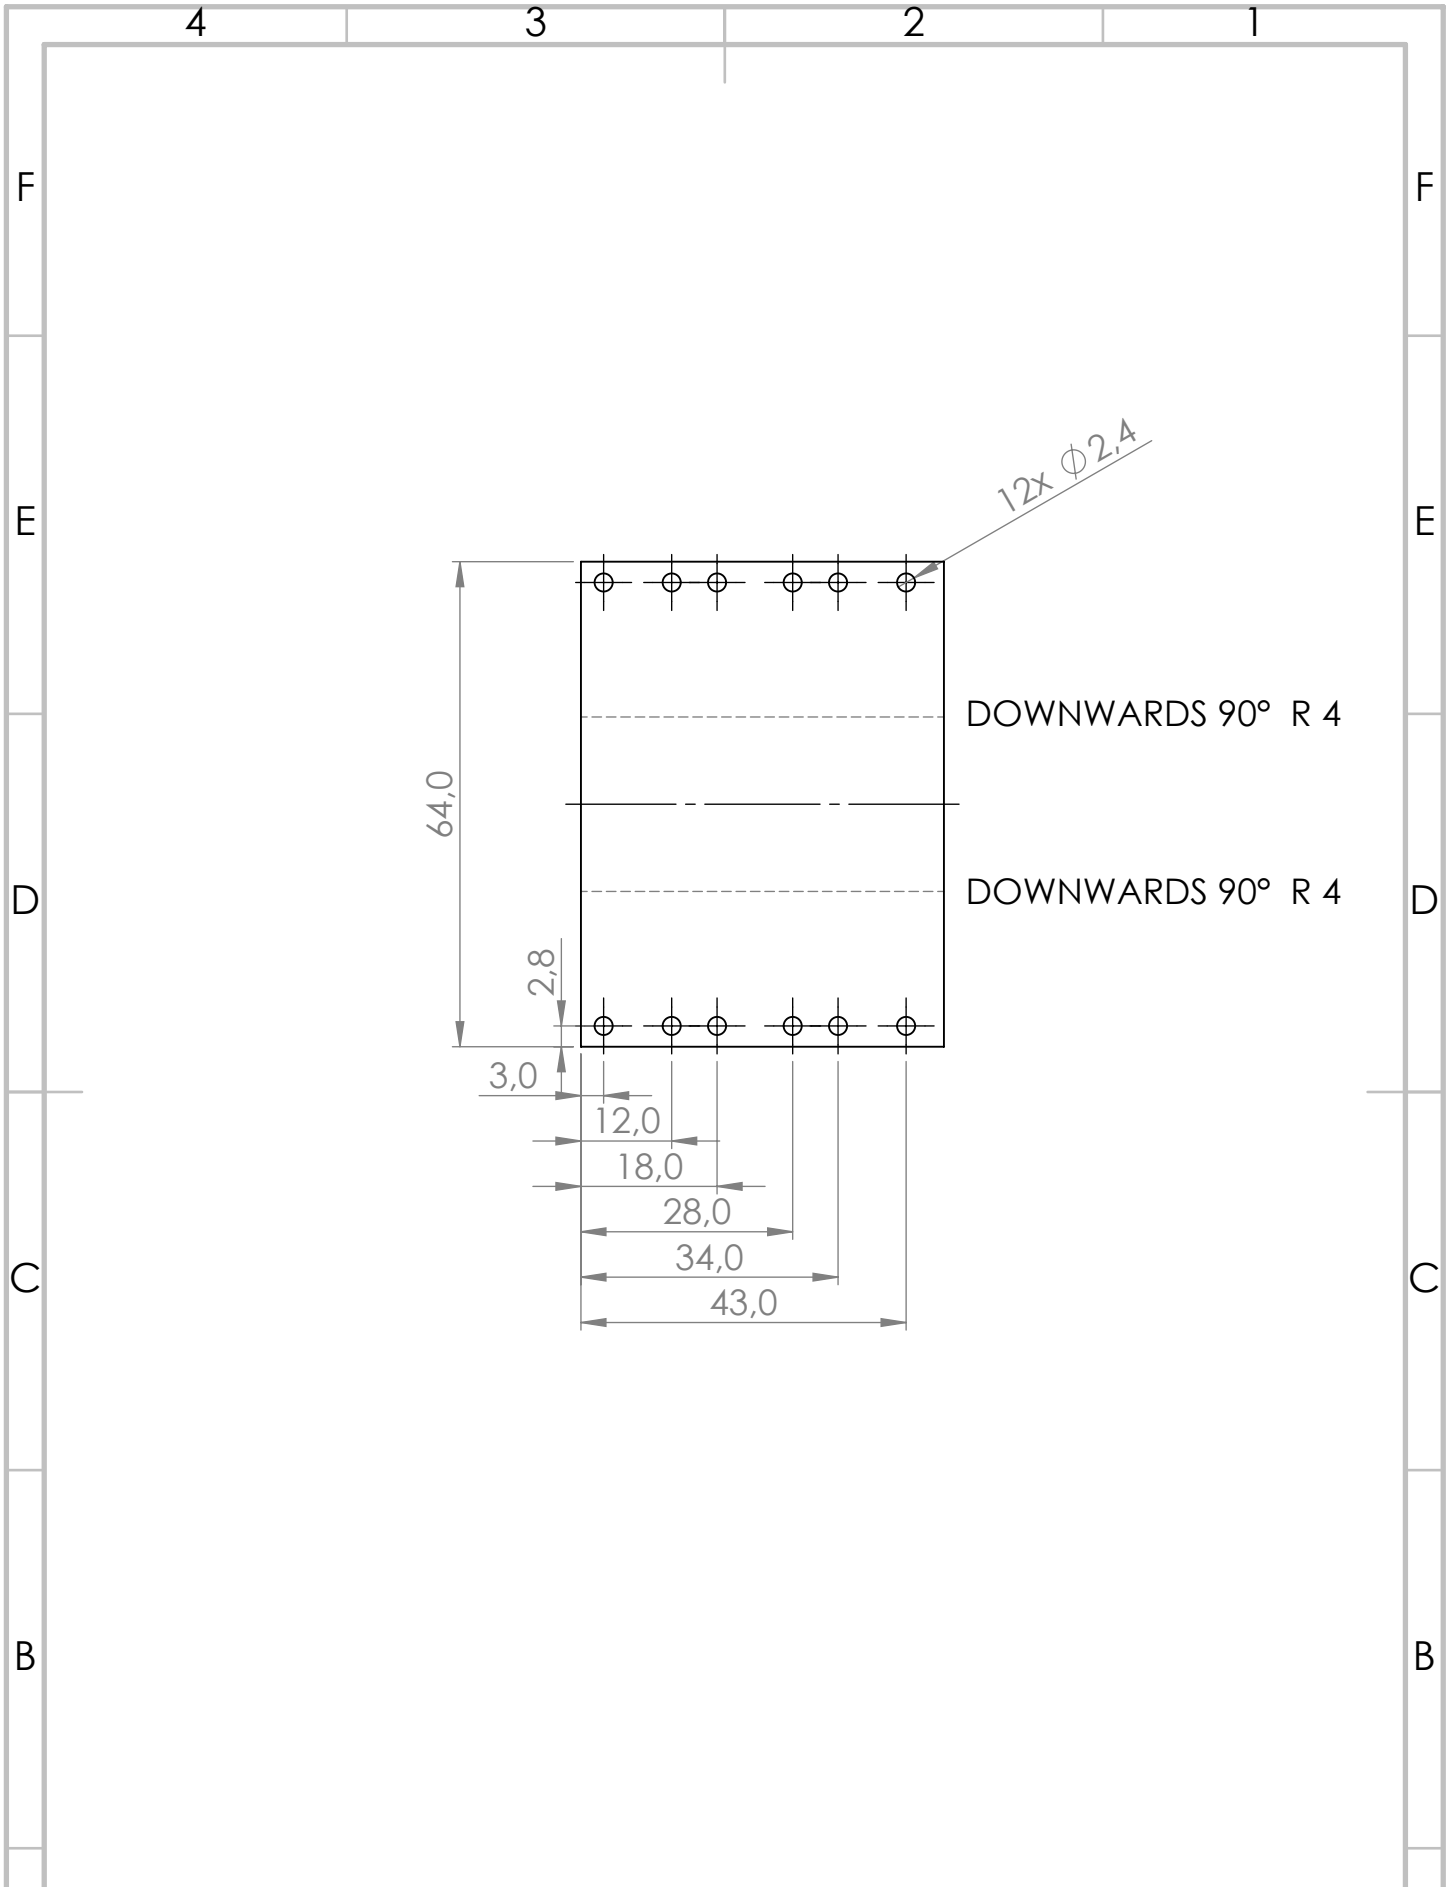 4 3 2 1
F F
12x ⌀2,4
E E
DOWNWARDS 90° R 4
64,0
DOWNWARDS 90° R 4
D D
2,8
3,0
12,0
18,0
28,0
34,0
C C
43,0
B B